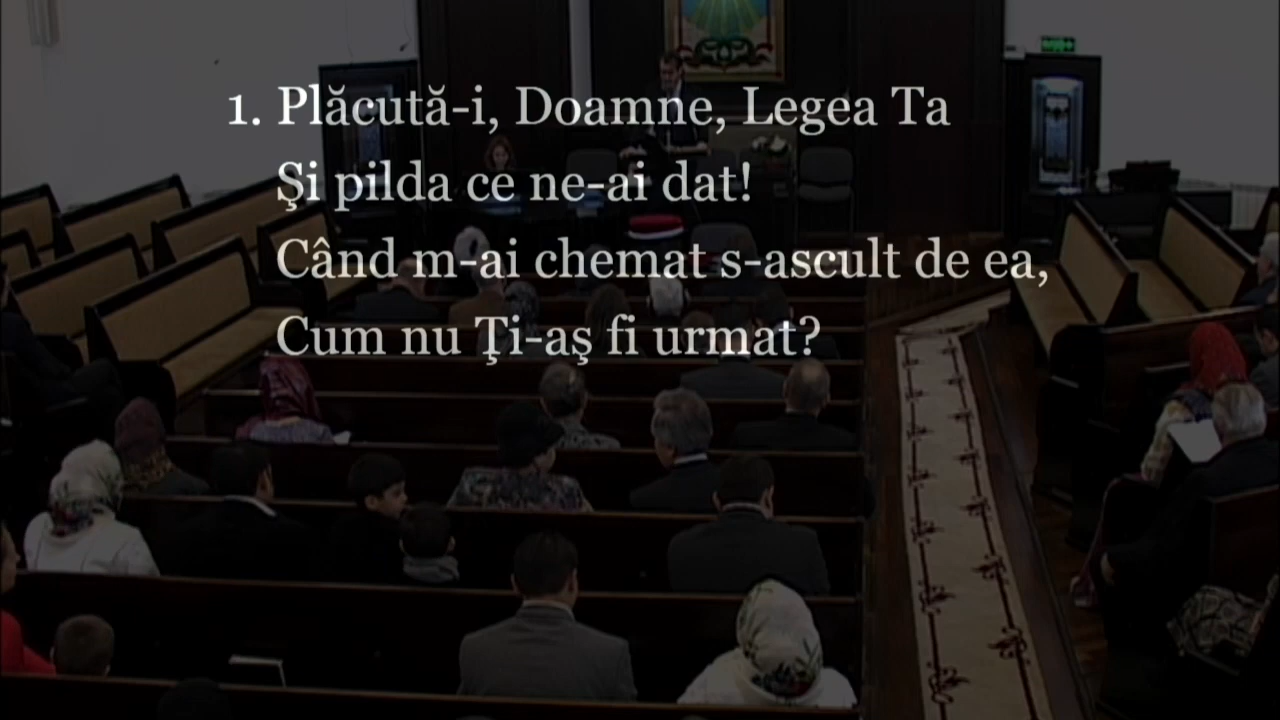 1. Plăcută-i, Doamne, Legea Ta
Şi pilda ce ne-ai dat!
Când m-ai chemat s-ascult de ea,
Cum nu Ţi-aş fi urmat?